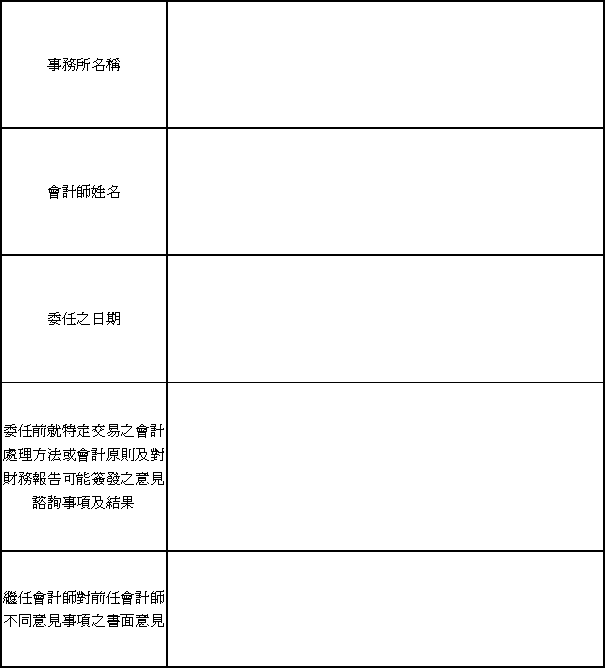 事務所名稱
會計師姓名
委任之日期
委任前就特定交易之會計
處理方法或會計原則及對
財務報告可能簽發之意見
諮詢事項及結果
繼任會計師對前任會計師
不同意見事項之書面意見